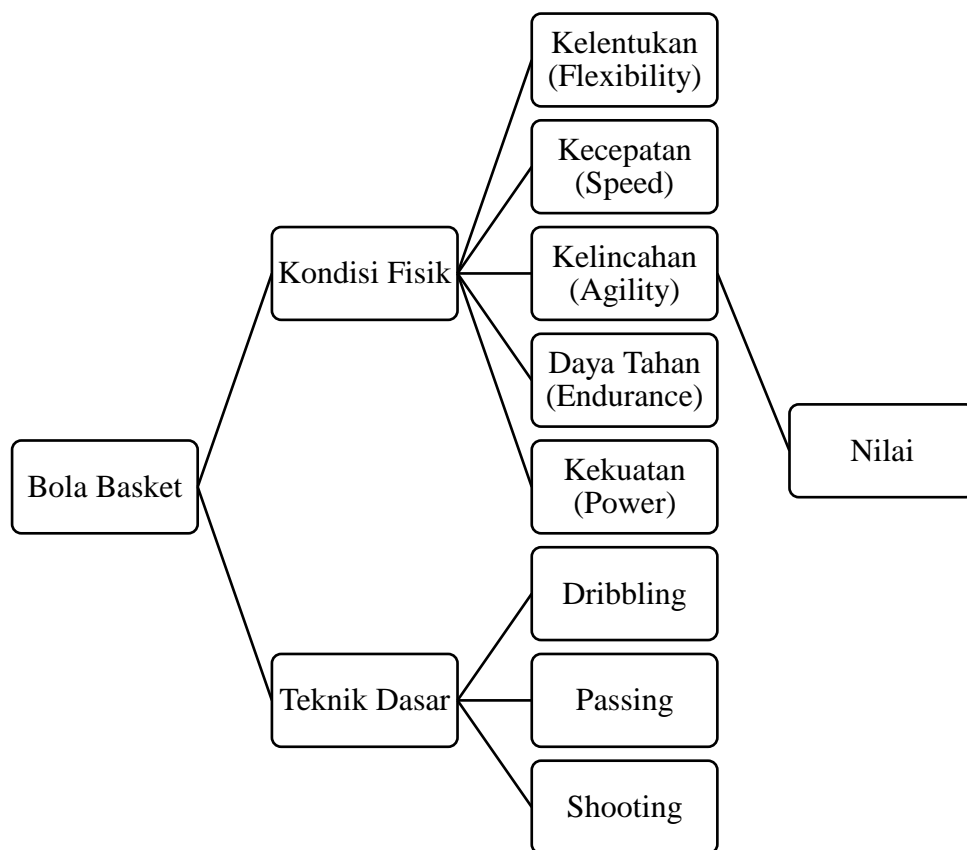 Bola Basket
Kondisi Fisik
Kelentukan
(Flexibility)
Kecepatan
(Speed)
Kelincahan
(Agility)
Nilai
Daya Tahan
(Endurance)
Kekuatan
(Power)
Teknik Dasar
Dribbling
Passing
Shooting